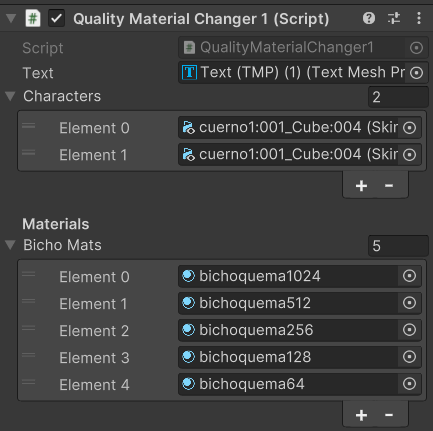 Quality Material Changer 1 (Script)
Script QualityMaterialChanger1
Text Text (TMP) (1) (Text Mesh Pr
Characters 2
Element 0 cuerno1:001_Cube:004 (Skir
Element 1 cuerno1:001_Cube:004 (Skir
+ -
Materials
Bicho Mats 5
Element 0 bichoquema1024
Element 1 bichoquema512
Element 2 bichoquema256
Element 3 bichoquema128
Element 4 bichoquema64
+ -